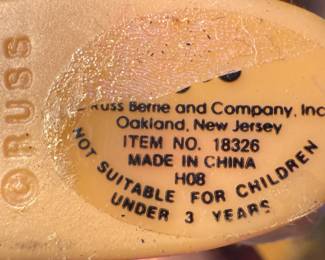 ©RUSS
Russ Berrie and Company, Inc
Oakland, New Jersey
ITEM NO. 18326
MADE IN CHINA
H08
NOT SUITABLE FOR CHILDREN
UNDER 3 YEARS